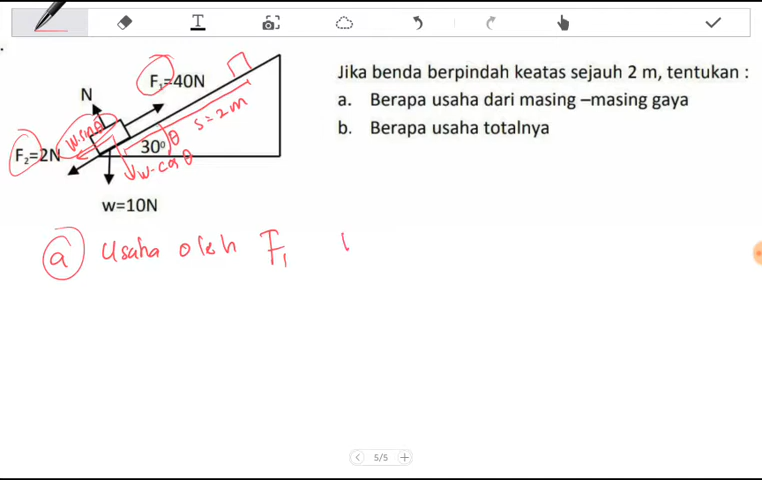 F₁=40N
N
w.sin θ
s = 2 m
F₂=2N
30⁰
θ
w-cos θ
w=10N
Jika benda berpindah keatas sejauh 2 m, tentukan :
a. Berapa usaha dari masing –masing gaya
b. Berapa usaha totalnya
a usaha oleh F₁
5/5